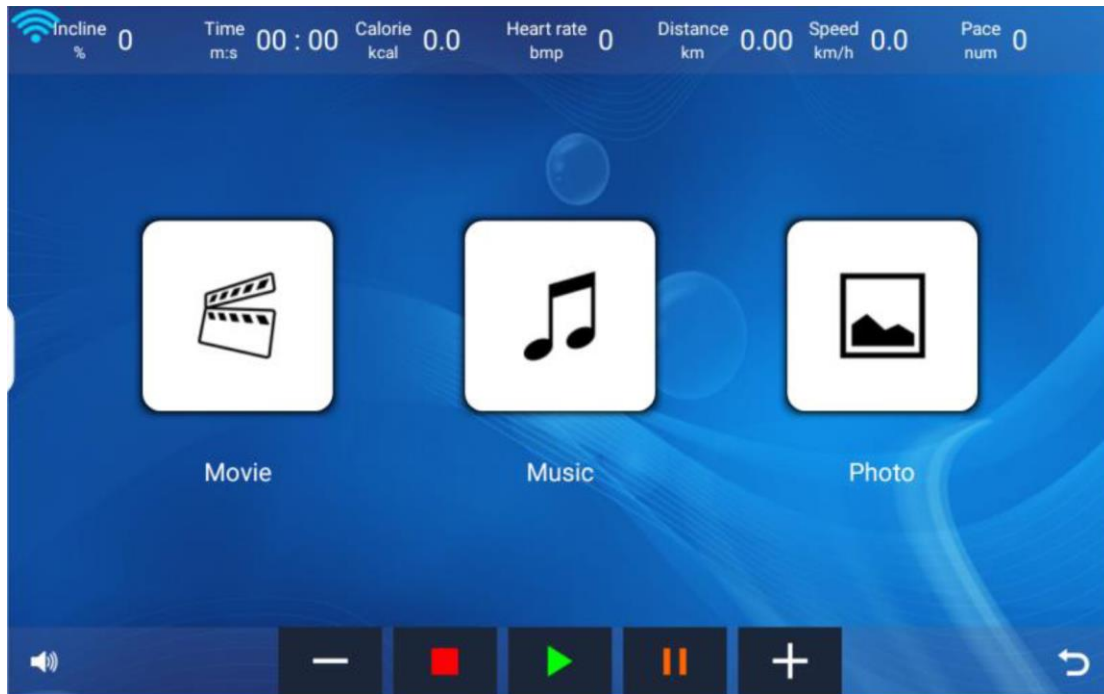 Incline % 0
Time m:s 00 : 00
Calorie kcal 0.0
Heart rate bmp 0
Distance km 0.00
Speed km/h 0.0
Pace num 0
Movie
Music
Photo